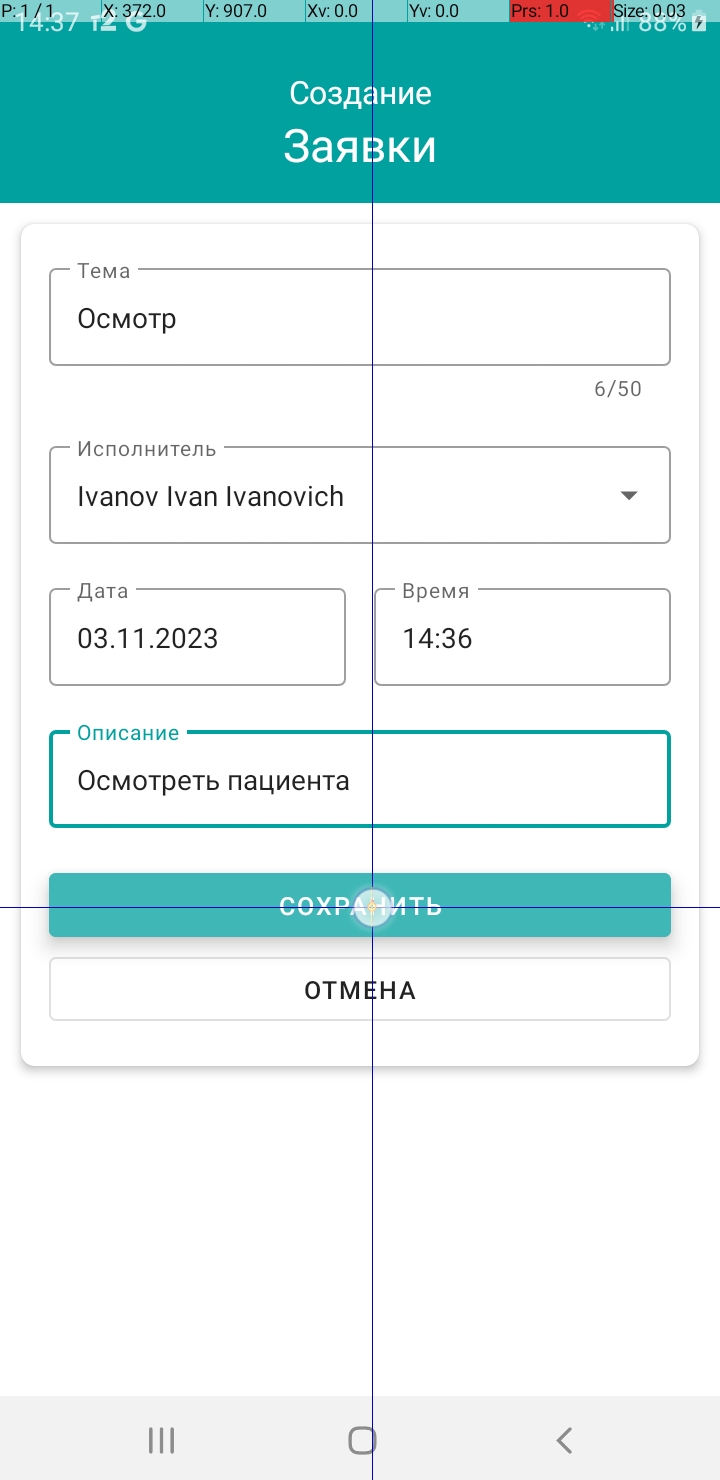 P: 1 / 1 X: 372.0 Y: 907.0 Xv: 0.0 Yv: 0.0 Prs: 1.0 Size: 0.03
14:37 G 88%
Создание
Заявки
Тема
Осмотр
6/50
Исполнитель
Ivanov Ivan Ivanovich
Дата Время
03.11.2023 14:36
Описание
Осмотреть пациента
СОХРАНИТЬ
ОТМЕНА